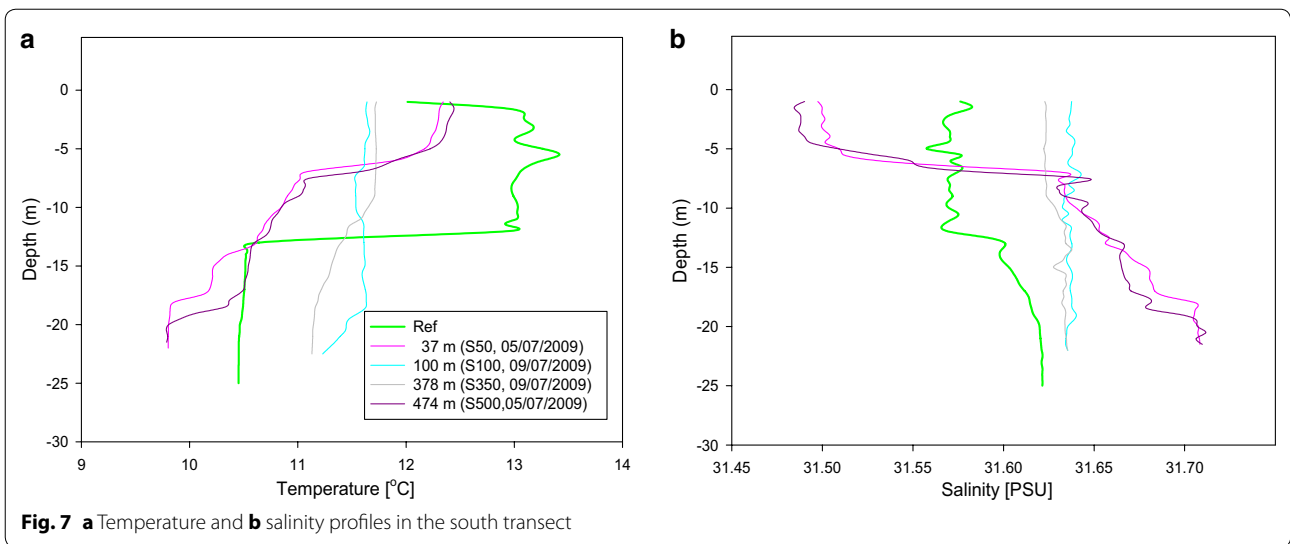 a
0
-5
-10
-15
-20
-25
-30
Depth (m)
9 10 11 12 13 14
Temperature [°C]
Ref
37 m (S50, 05/07/2009)
100 m (S100, 09/07/2009)
378 m (S350, 09/07/2009)
474 m (S500,05/07/2009)
b
0
-5
-10
-15
-20
-25
-30
Depth (m)
31.45 31.50 31.55 31.60 31.65 31.70
Salinity [PSU]
Fig. 7 a Temperature and b salinity profiles in the south transect